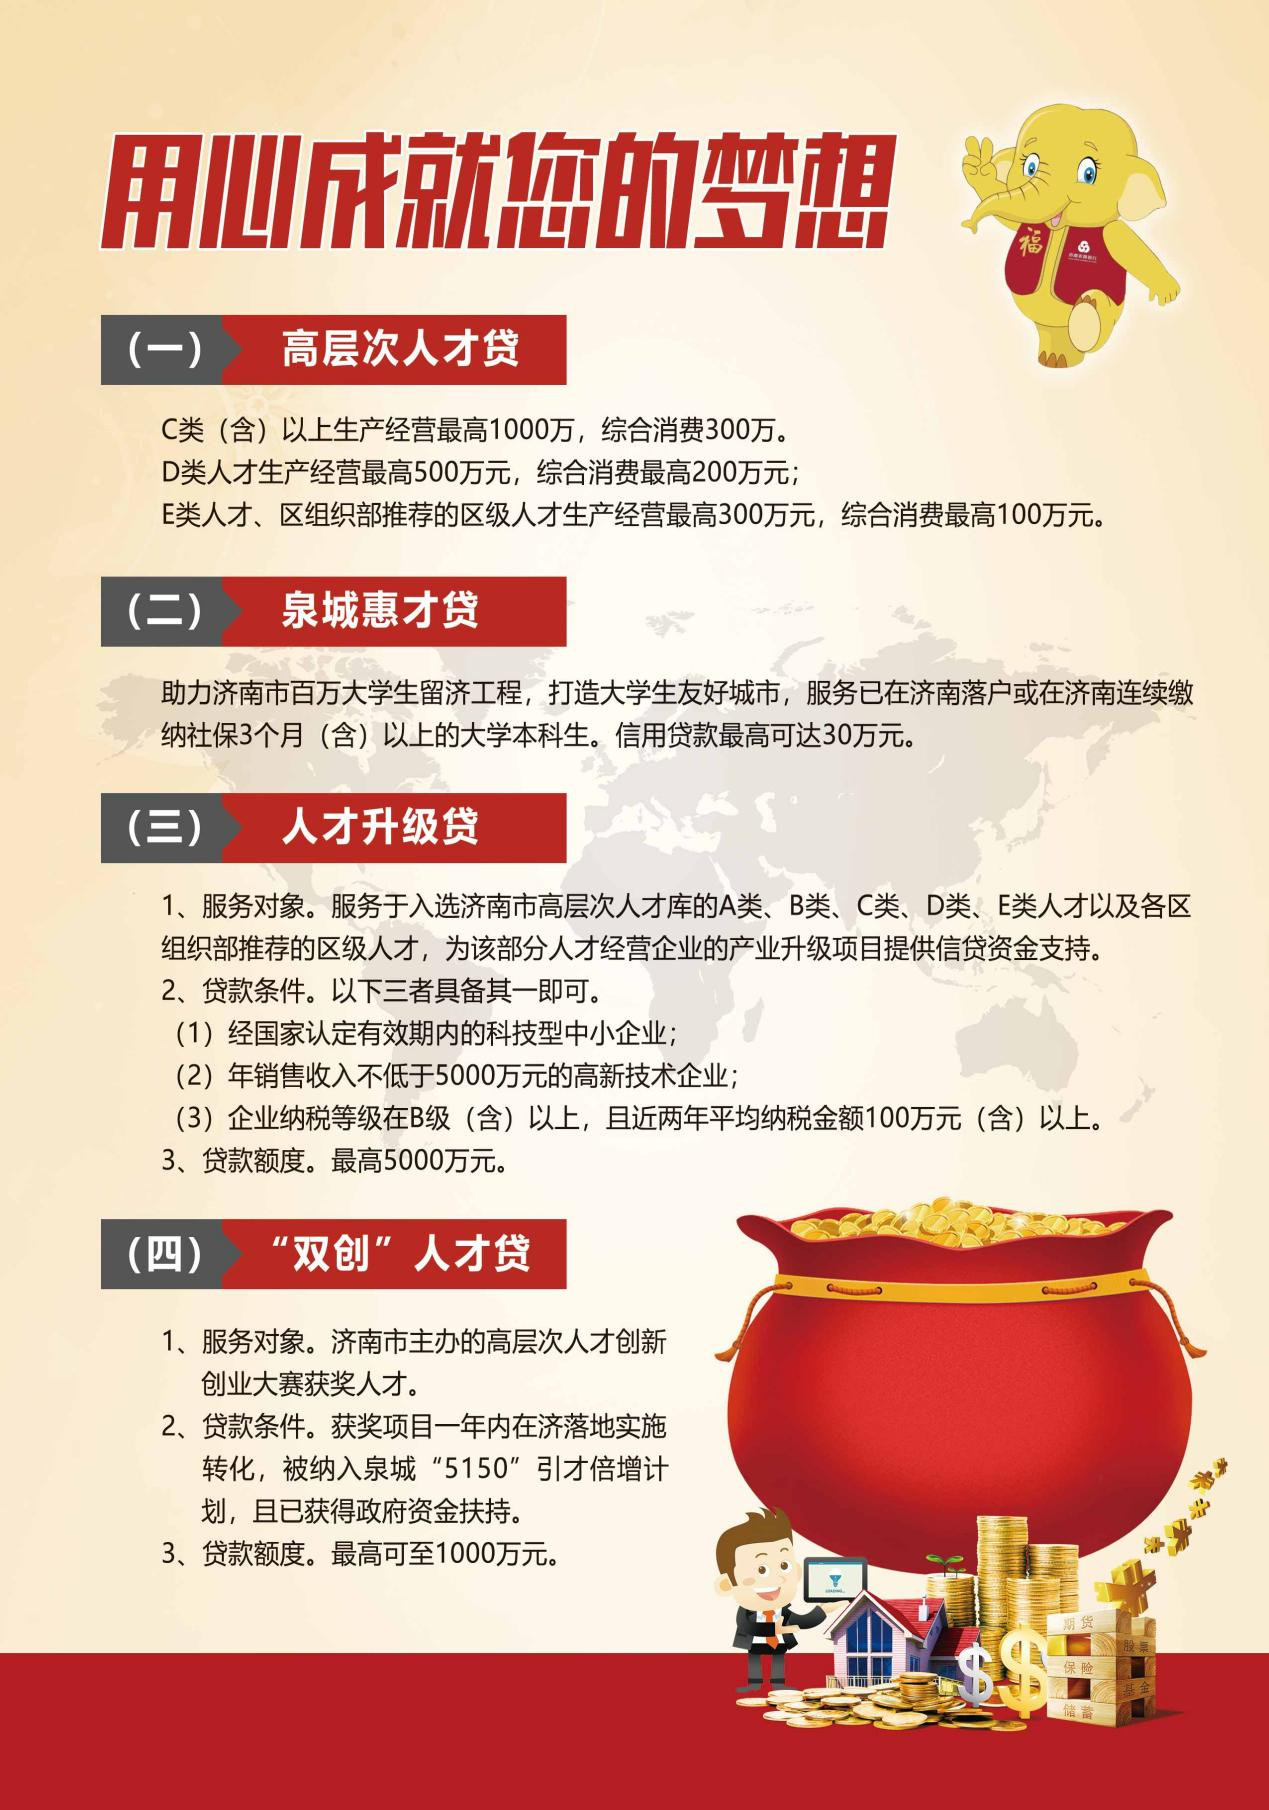 用心成就您的梦想
福
济南农商银行
（一） 高层次人才贷
C类（含）以上生产经营最高1000万，综合消费300万。
D类人才生产经营最高500万元，综合消费最高200万元；
E类人才、区组织部推荐的区级人才生产经营最高300万元，综合消费最高100万元。
（二） 泉城惠才贷
助力济南市百万大学生留济工程，打造大学生友好城市，服务已在济南落户或在济南连续缴
纳社保3个月（含）以上的大学本科生。信用贷款最高可达30万元。
（三） 人才升级贷
1、服务对象。服务于入选济南市高层次人才库的A类、B类、C类、D类、E类人才以及各区
组织部推荐的区级人才，为该部分人才经营企业的产业升级项目提供信贷资金支持。
2、贷款条件。以下三者具备其一即可。
（1）经国家认定有效期内的科技型中小企业；
（2）年销售收入不低于5000万元的高新技术企业；
（3）企业纳税等级在B级（含）以上，且近两年平均纳税金额100万元（含）以上。
3、贷款额度。最高5000万元。
（四） “双创”人才贷
1、服务对象。济南市主办的高层次人才创新
创业大赛获奖人才。
2、贷款条件。获奖项目一年内在济落地实施
转化，被纳入泉城“5150”引才倍增计
划，且已获得政府资金扶持。
3、贷款额度。最高可至1000万元。
LOADING...
期货
股票
保险
基金
储蓄